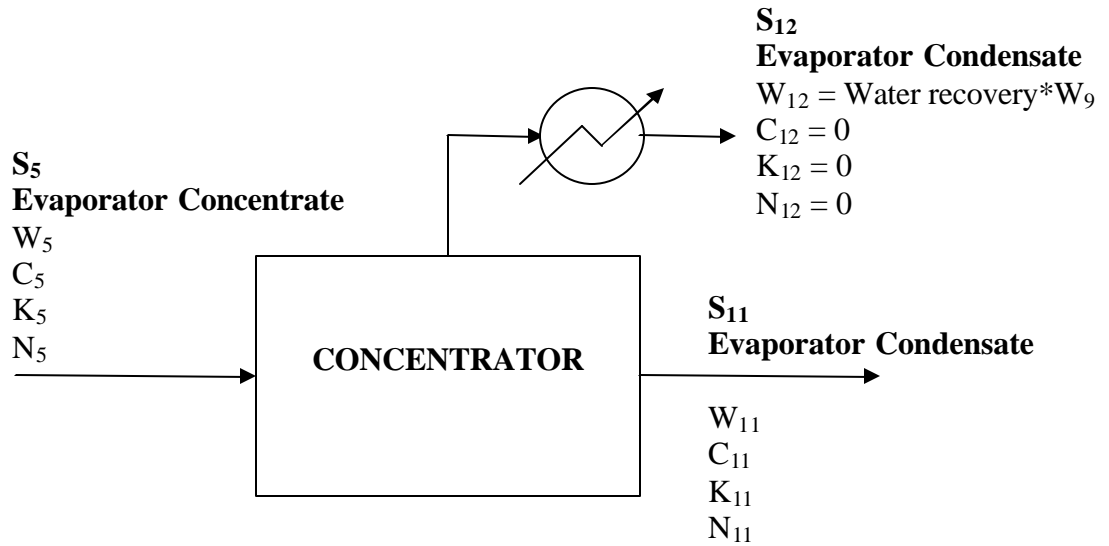 S₁₂
Evaporator Condensate
W₁₂ = Water recovery*W₉
C₁₂ = 0
K₁₂ = 0
N₁₂ = 0
S₅
Evaporator Concentrate
W₅
C₅
K₅
N₅
CONCENTRATOR
S₁₁
Evaporator Condensate
W₁₁
C₁₁
K₁₁
N₁₁